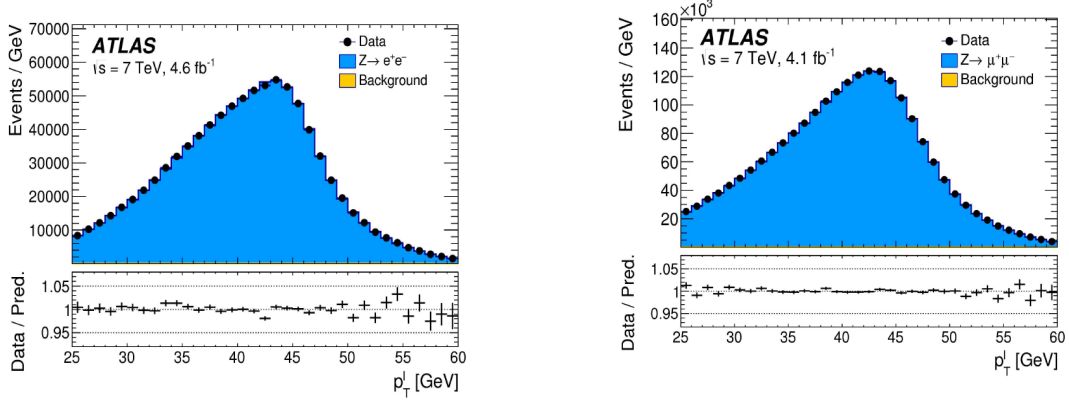 70000
60000
50000
40000
30000
20000
10000
Events / GeV
ATLAS
√s = 7 TeV, 4.6 fb⁻¹
Data
Z→ e⁺e⁻
Background
1.05
1
0.95
Data / Pred.
25 30 35 40 45 50 55 60
pₜˡ [GeV]
×10³
160
140
120
100
80
60
40
20
Events / GeV
ATLAS
√s = 7 TeV, 4.1 fb⁻¹
Data
Z→ μ⁺μ⁻
Background
1.05
1
0.95
Data / Pred.
25 30 35 40 45 50 55 60
pₜˡ [GeV]